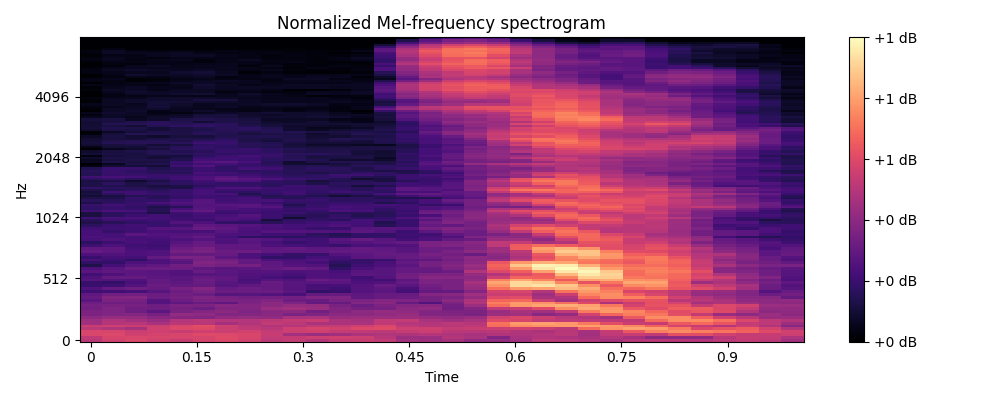 Normalized Mel-frequency spectrogram
Hz
4096
2048
1024
512
0
0 0.15 0.3 0.45 0.6 0.75 0.9
Time
+1 dB
+1 dB
+1 dB
+0 dB
+0 dB
+0 dB